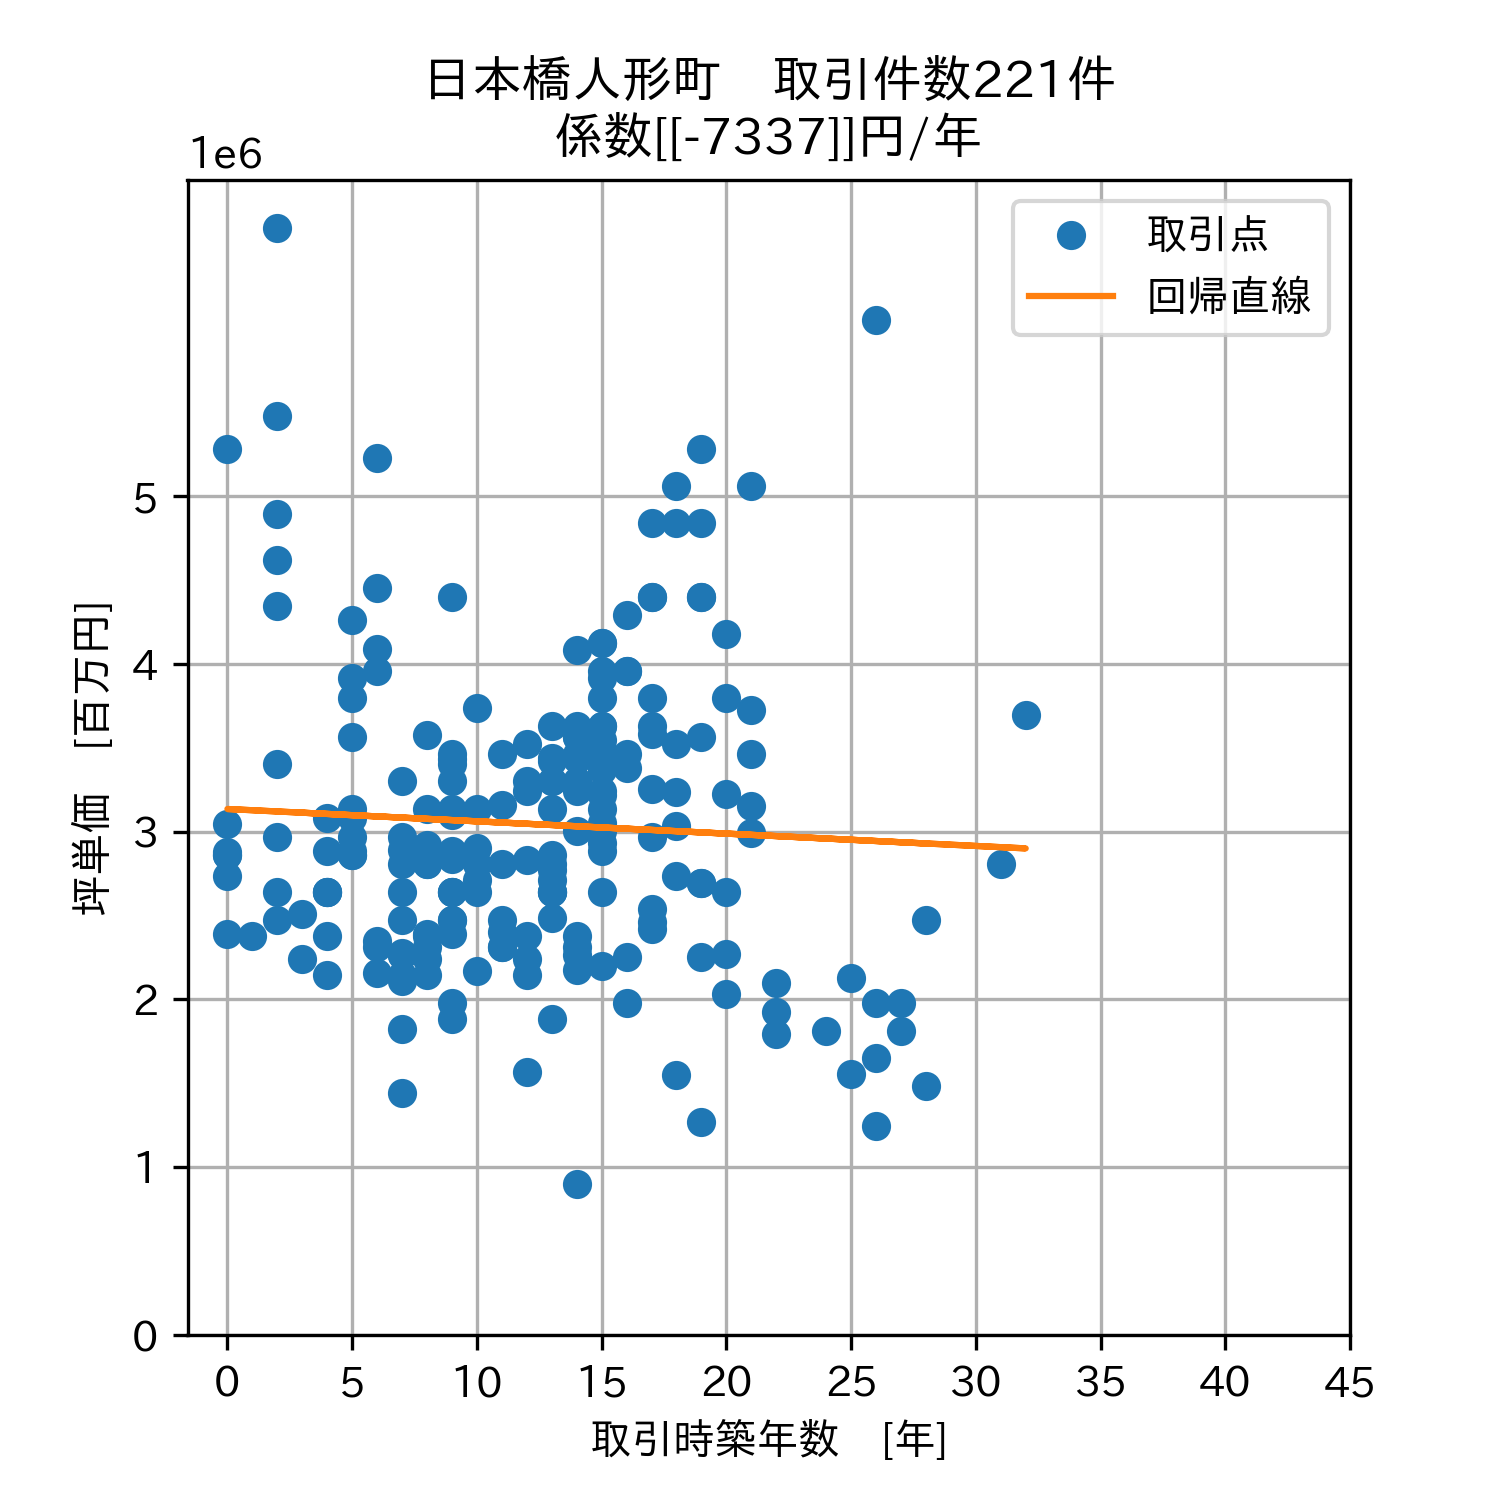 日本橋人形町　取引件数221件
係数[[-7337]]円/年
1e6
取引点
回帰直線
5
4
3
2
1
0
坪単価　[百万円]
0 5 10 15 20 25 30 35 40 45
取引時築年数　[年]